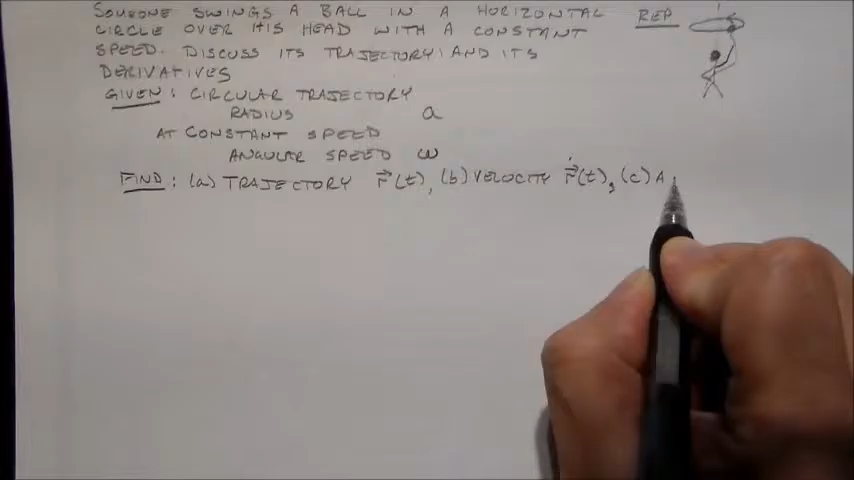 SOMEONE SWINGS A BALL IN A HORIZONTAL REP
CIRCLE OVER HIS HEAD WITH A CONSTANT
SPEED. DISCUSS ITS TRAJECTORY AND ITS
DERIVATIVES
GIVEN: CIRCULAR TRAJECTORY
RADIUS a
AT CONSTANT SPEED
ANGULAR SPEED ω
FIND: (a) TRAJECTORY r⃗(t), (b) VELOCITY ṙ⃗(t), (c) A